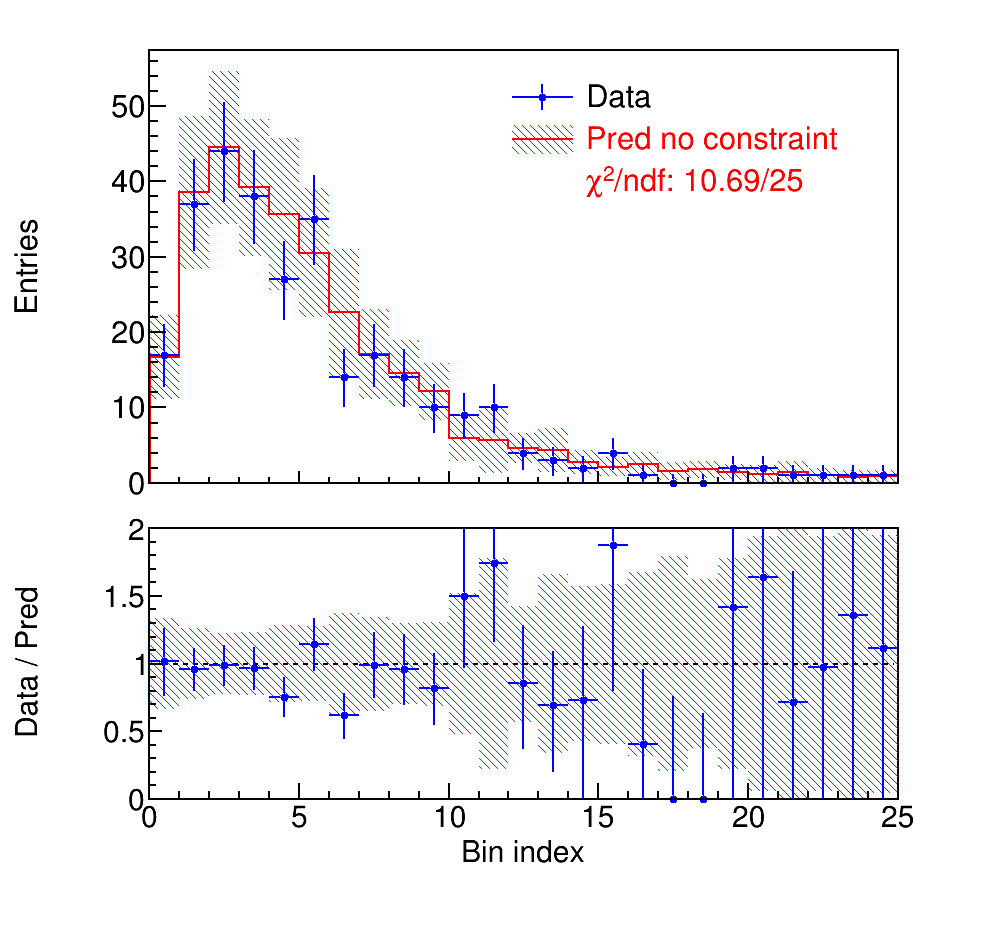 Data
Pred no constraint
χ²/ndf: 10.69/25
Entries
50
40
30
20
10
0
Data / Pred
2
1.5
1
0.5
0
0 5 10 15 20 25
Bin index